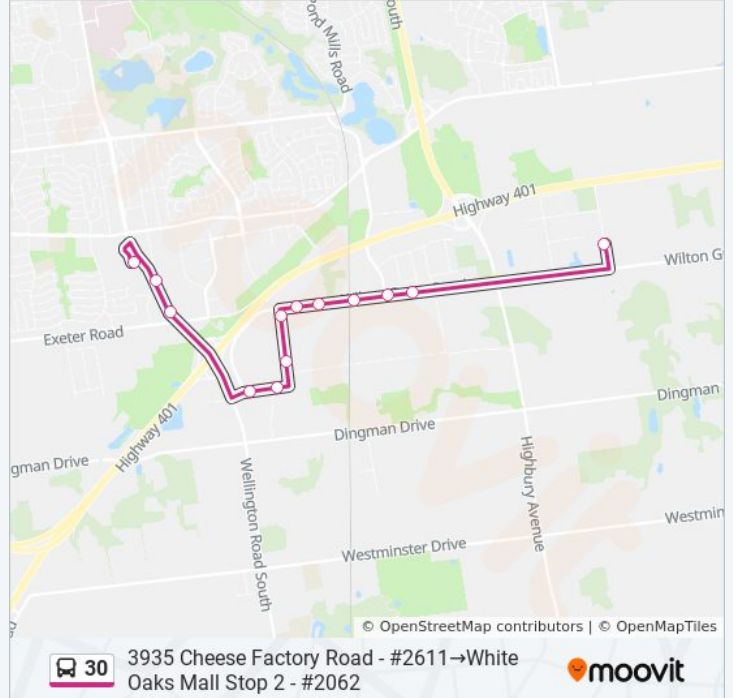 Pond Mills Road
outh
Highway 401
Wilton G
Exeter Road
Highway 401
Dingman
Dingman Drive
gman Drive
Wellington Road South
Highbury Avenue
Westmin
Westminster Drive
© OpenStreetMap contributors | © OpenMapTiles
30
3935 Cheese Factory Road - #2611→White
Oaks Mall Stop 2 - #2062
moovit